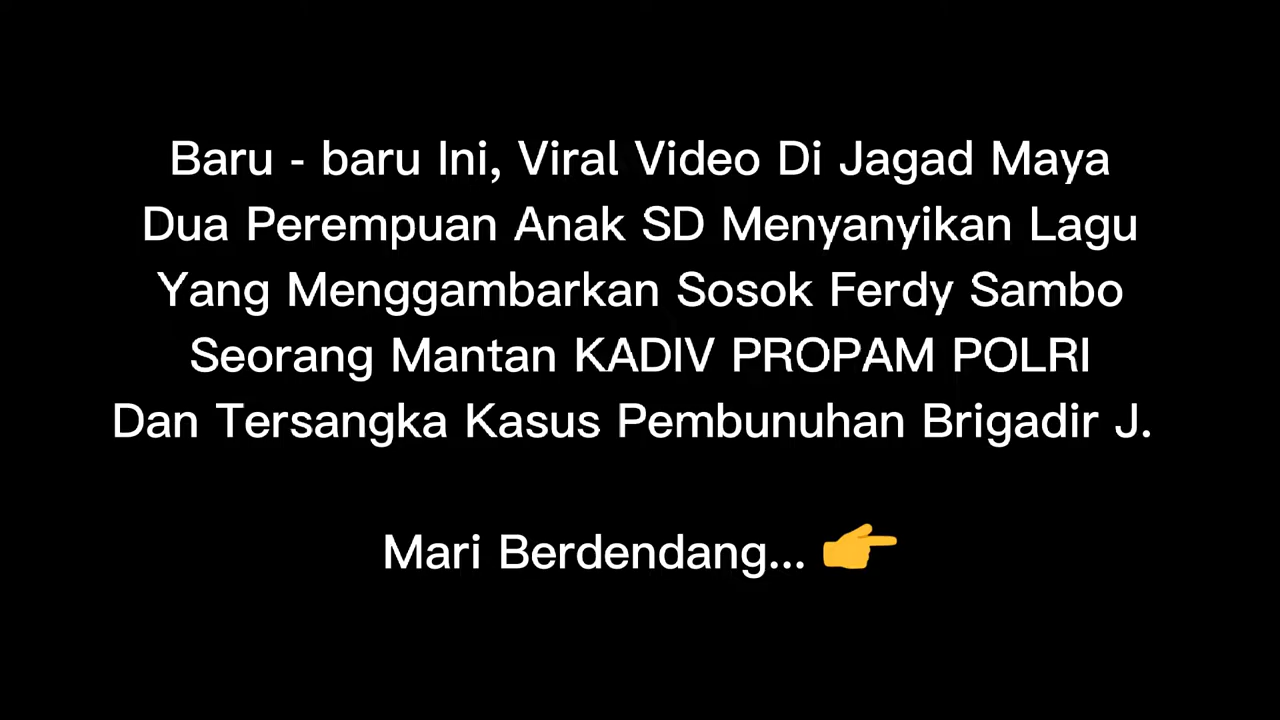 Baru - baru Ini, Viral Video Di Jagad Maya
Dua Perempuan Anak SD Menyanyikan Lagu
Yang Menggambarkan Sosok Ferdy Sambo
Seorang Mantan KADIV PROPAM POLRI
Dan Tersangka Kasus Pembunuhan Brigadir J.
Mari Berdendang... 👉